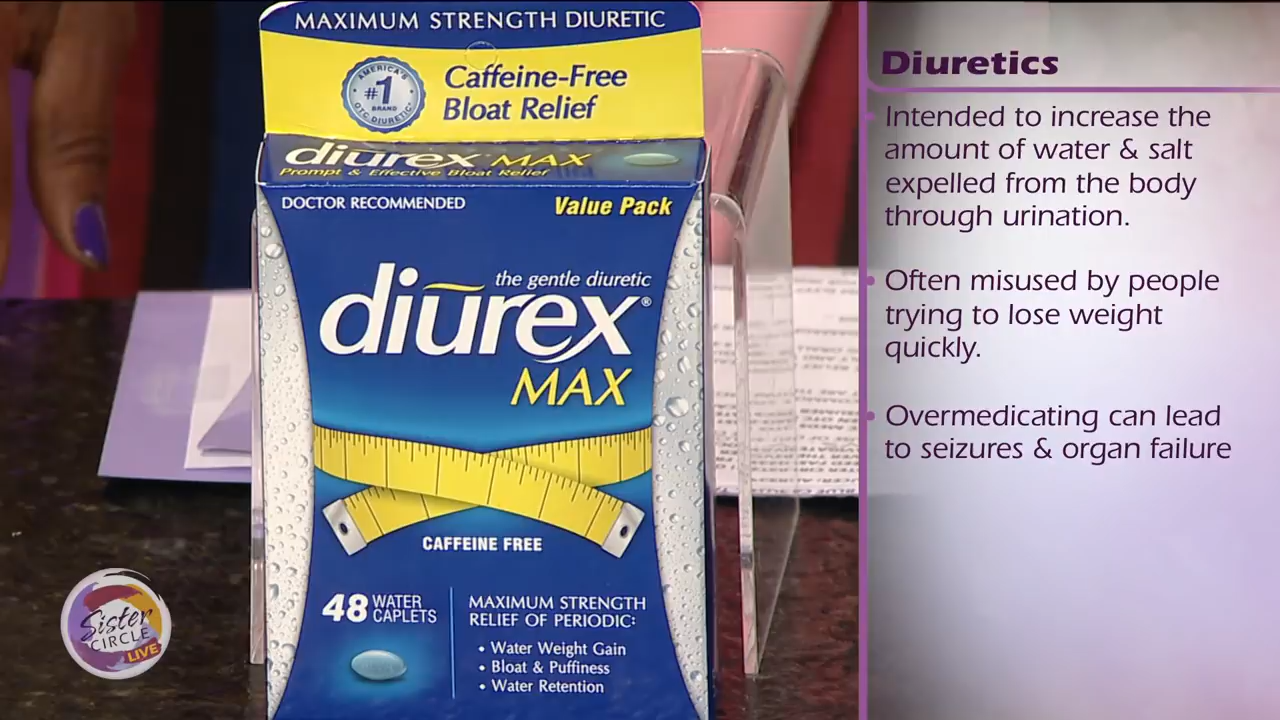 MAXIMUM STRENGTH DIURETIC
AMERICA'S
#1
BRAND
OTC DIURETIC
Caffeine-Free
Bloat Relief
diurex MAX
Prompt & Effective Bloat Relief
DOCTOR RECOMMENDED
Value Pack
the gentle diuretic
diurex®
MAX
CAFFEINE FREE
48 WATER
CAPLETS
MAXIMUM STRENGTH
RELIEF OF PERIODIC:
• Water Weight Gain
• Bloat & Puffiness
• Water Retention
Sister
CIRCLE
LIVE
Diuretics
• Intended to increase the
amount of water & salt
expelled from the body
through urination.
• Often misused by people
trying to lose weight
quickly.
• Overmedicating can lead
to seizures & organ failure